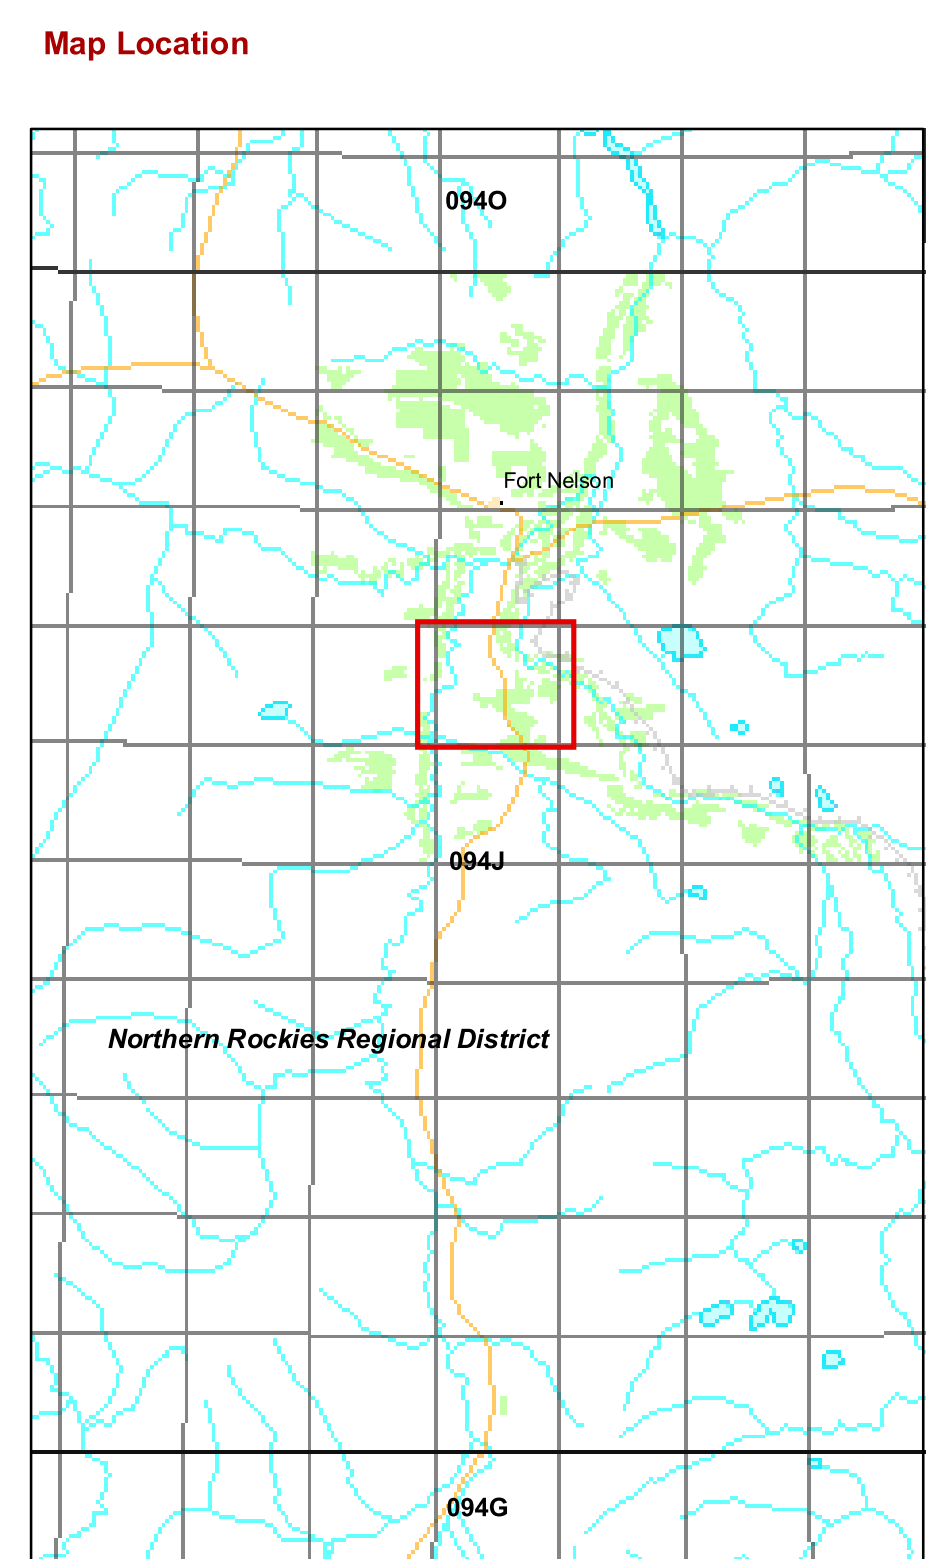 Map Location
094O
Fort Nelson
094J
Northern Rockies Regional District
094G